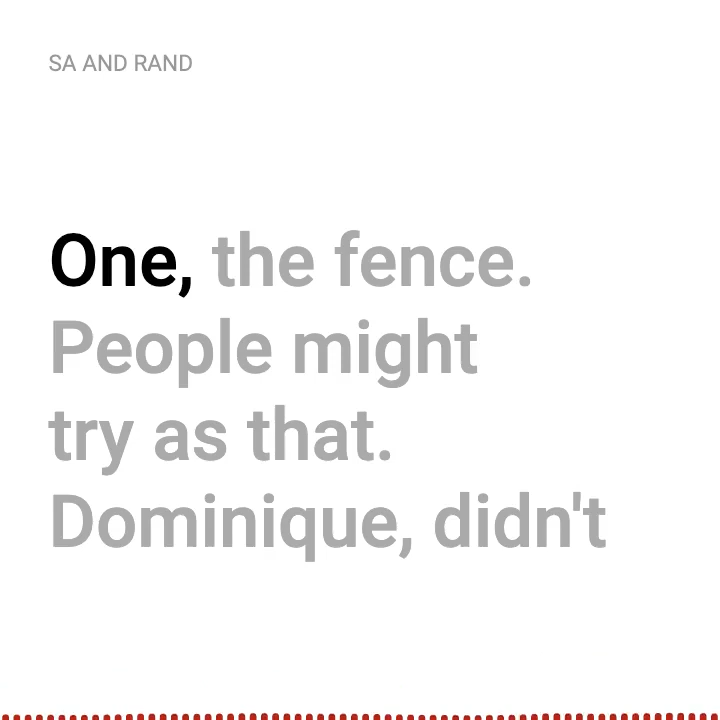 SA AND RAND
One, the fence.
People might
try as that.
Dominique, didn't